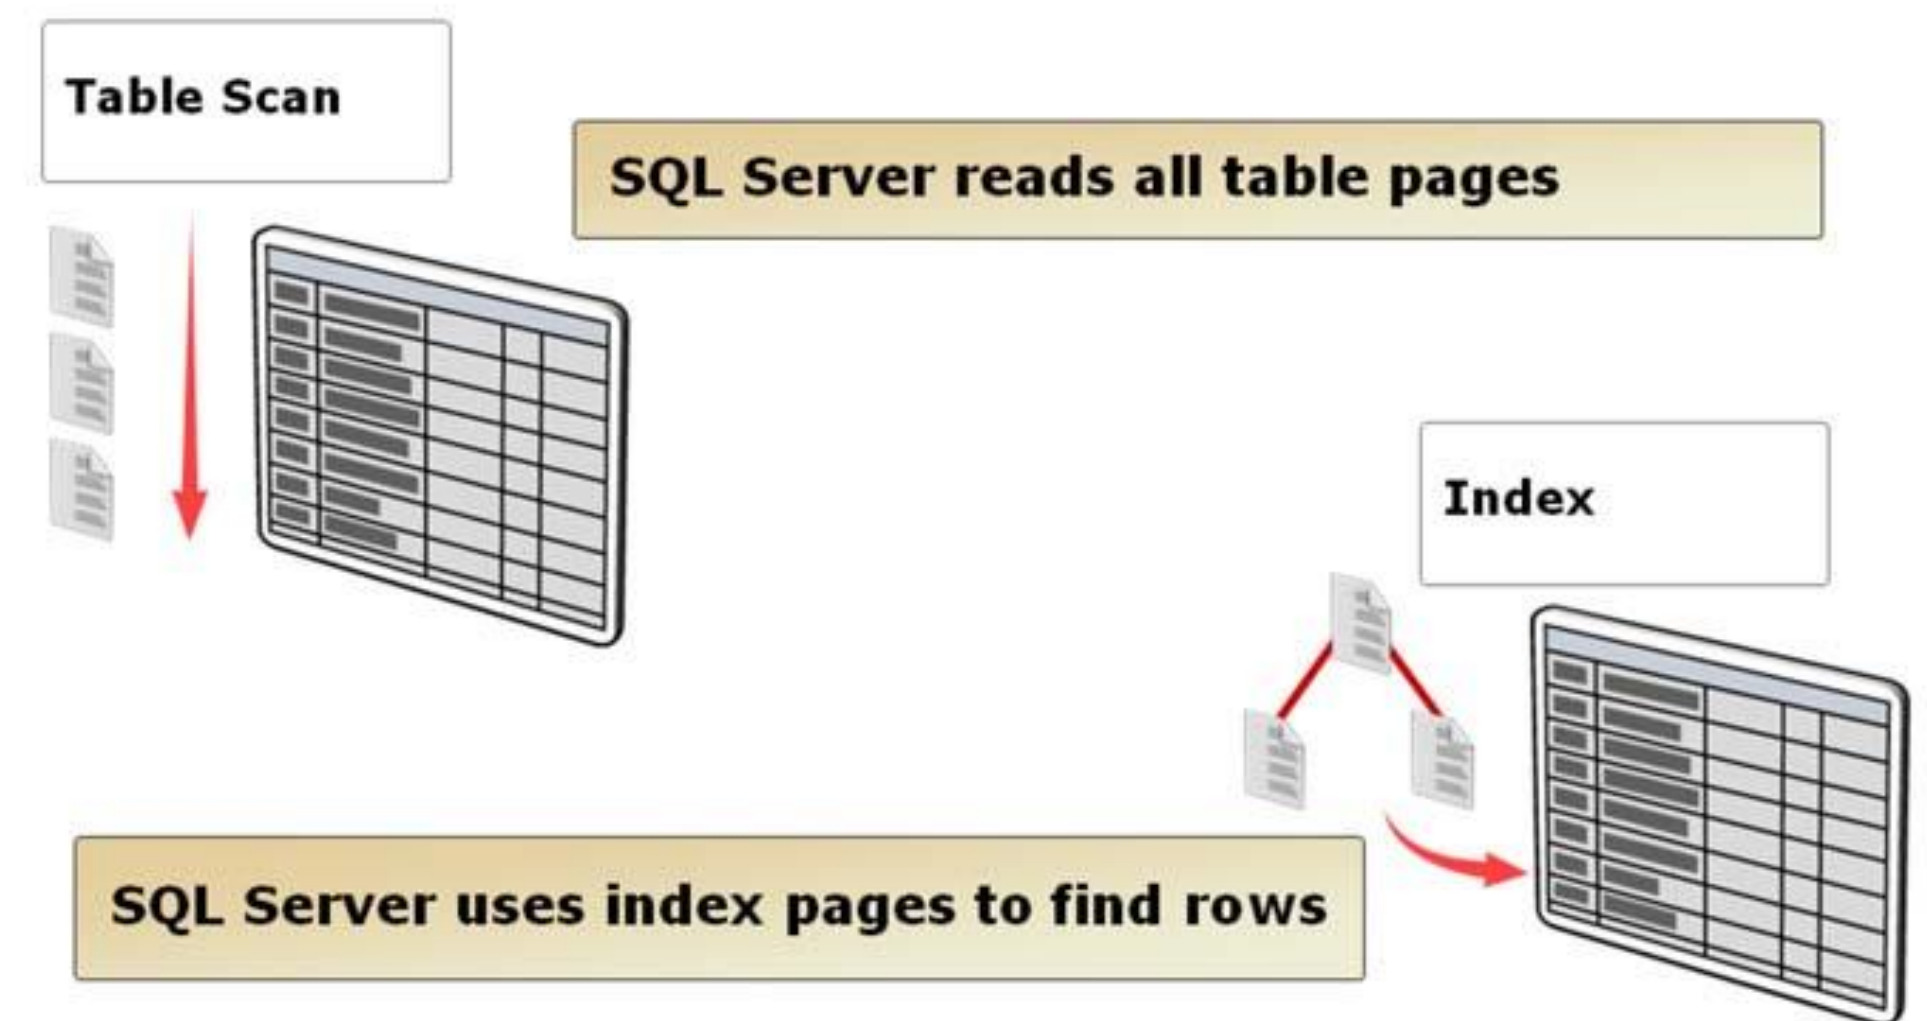 Table Scan
SQL Server reads all table pages
Index
SQL Server uses index pages to find rows